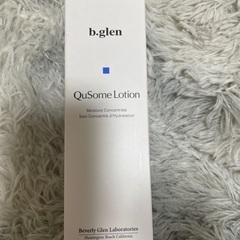 b.glen
QuSome Lotion
Moisture Concentrate
Soin Concentré d'Hydratation
Beverly Glen Laboratories
Huntington Beach California